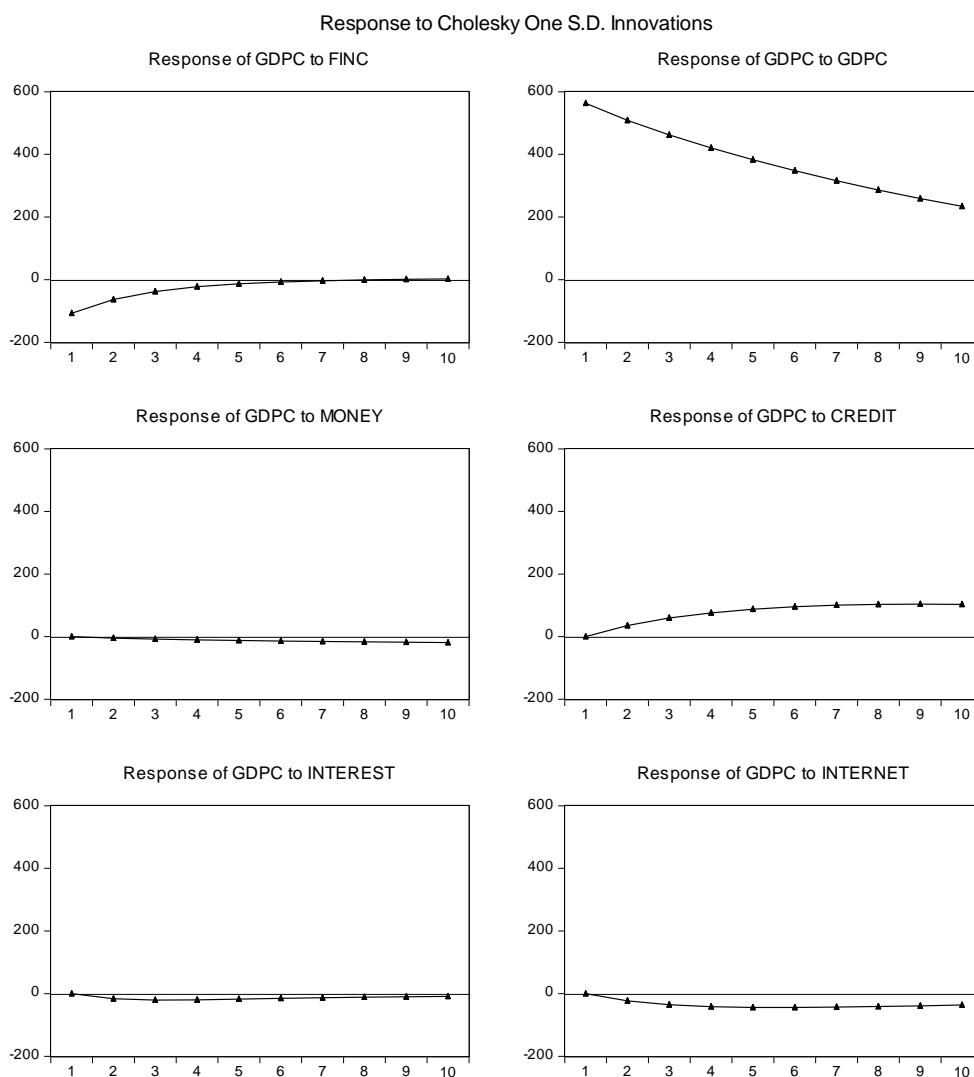 Response to Cholesky One S.D. Innovations
Response of GDPC to FINC
600
400
200
0
-200
1 2 3 4 5 6 7 8 9 10
Response of GDPC to GDPC
600
400
200
0
-200
1 2 3 4 5 6 7 8 9 10
Response of GDPC to MONEY
600
400
200
0
-200
1 2 3 4 5 6 7 8 9 10
Response of GDPC to CREDIT
600
400
200
0
-200
1 2 3 4 5 6 7 8 9 10
Response of GDPC to INTEREST
600
400
200
0
-200
1 2 3 4 5 6 7 8 9 10
Response of GDPC to INTERNET
600
400
200
0
-200
1 2 3 4 5 6 7 8 9 10